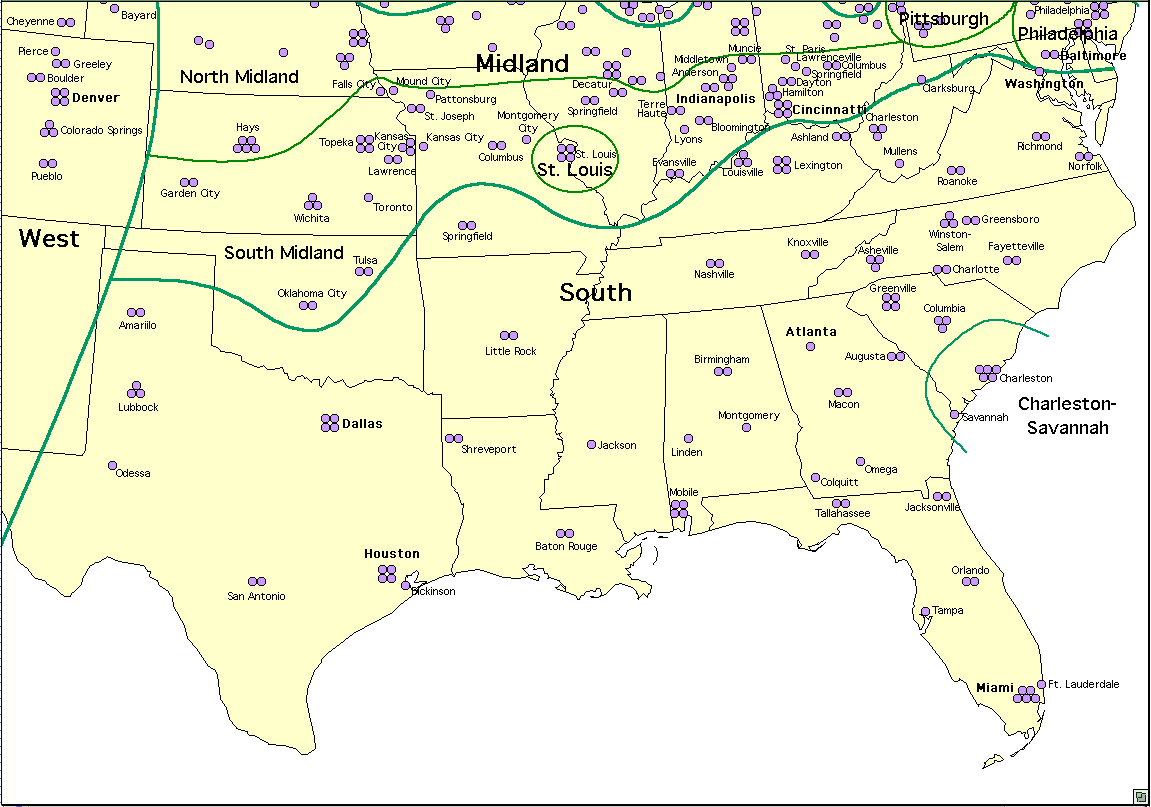 Cheyenne
Bayard
Pittsburgh
Philadelphia
Philadelphia
Pierce
Greeley
Boulder
Denver
North Midland
Midland
Muncie
St. Paris
Middletown
Lawrenceville
Columbus
Anderson
Springfield
Dayton
Hamilton
Baltimore
Washington
Clarksburg
Falls City
Mound City
Pattonsburg
St. Joseph
Decatur
Springfield
Indianapolis
Cincinnati
Terre
Haute
Bloomington
Lyons
Colorado Springs
Pueblo
Hays
Topeka
Kansas
City
Kansas City
Lawrence
Montgomery
City
Columbus
St. Louis
St. Louis
Evansville
Louisville
Lexington
Ashland
Charleston
Mullens
Richmond
Norfolk
Roanoke
Garden City
Wichita
Toronto
West
South Midland
Tulsa
Oklahoma City
Springfield
South
Nashville
Knoxville
Asheville
Winston-
Salem
Greensboro
Fayetteville
Charlotte
Greenville
Columbia
Amarillo
Little Rock
Atlanta
Birmingham
Augusta
Charleston
Lubbock
Dallas
Macon
Montgomery
Savannah
Charleston-
Savannah
Odessa
Shreveport
Jackson
Linden
Omega
Colquitt
Mobile
Tallahassee
Jacksonville
Baton Rouge
Houston
Dickinson
San Antonio
Orlando
Tampa
Miami
Ft. Lauderdale